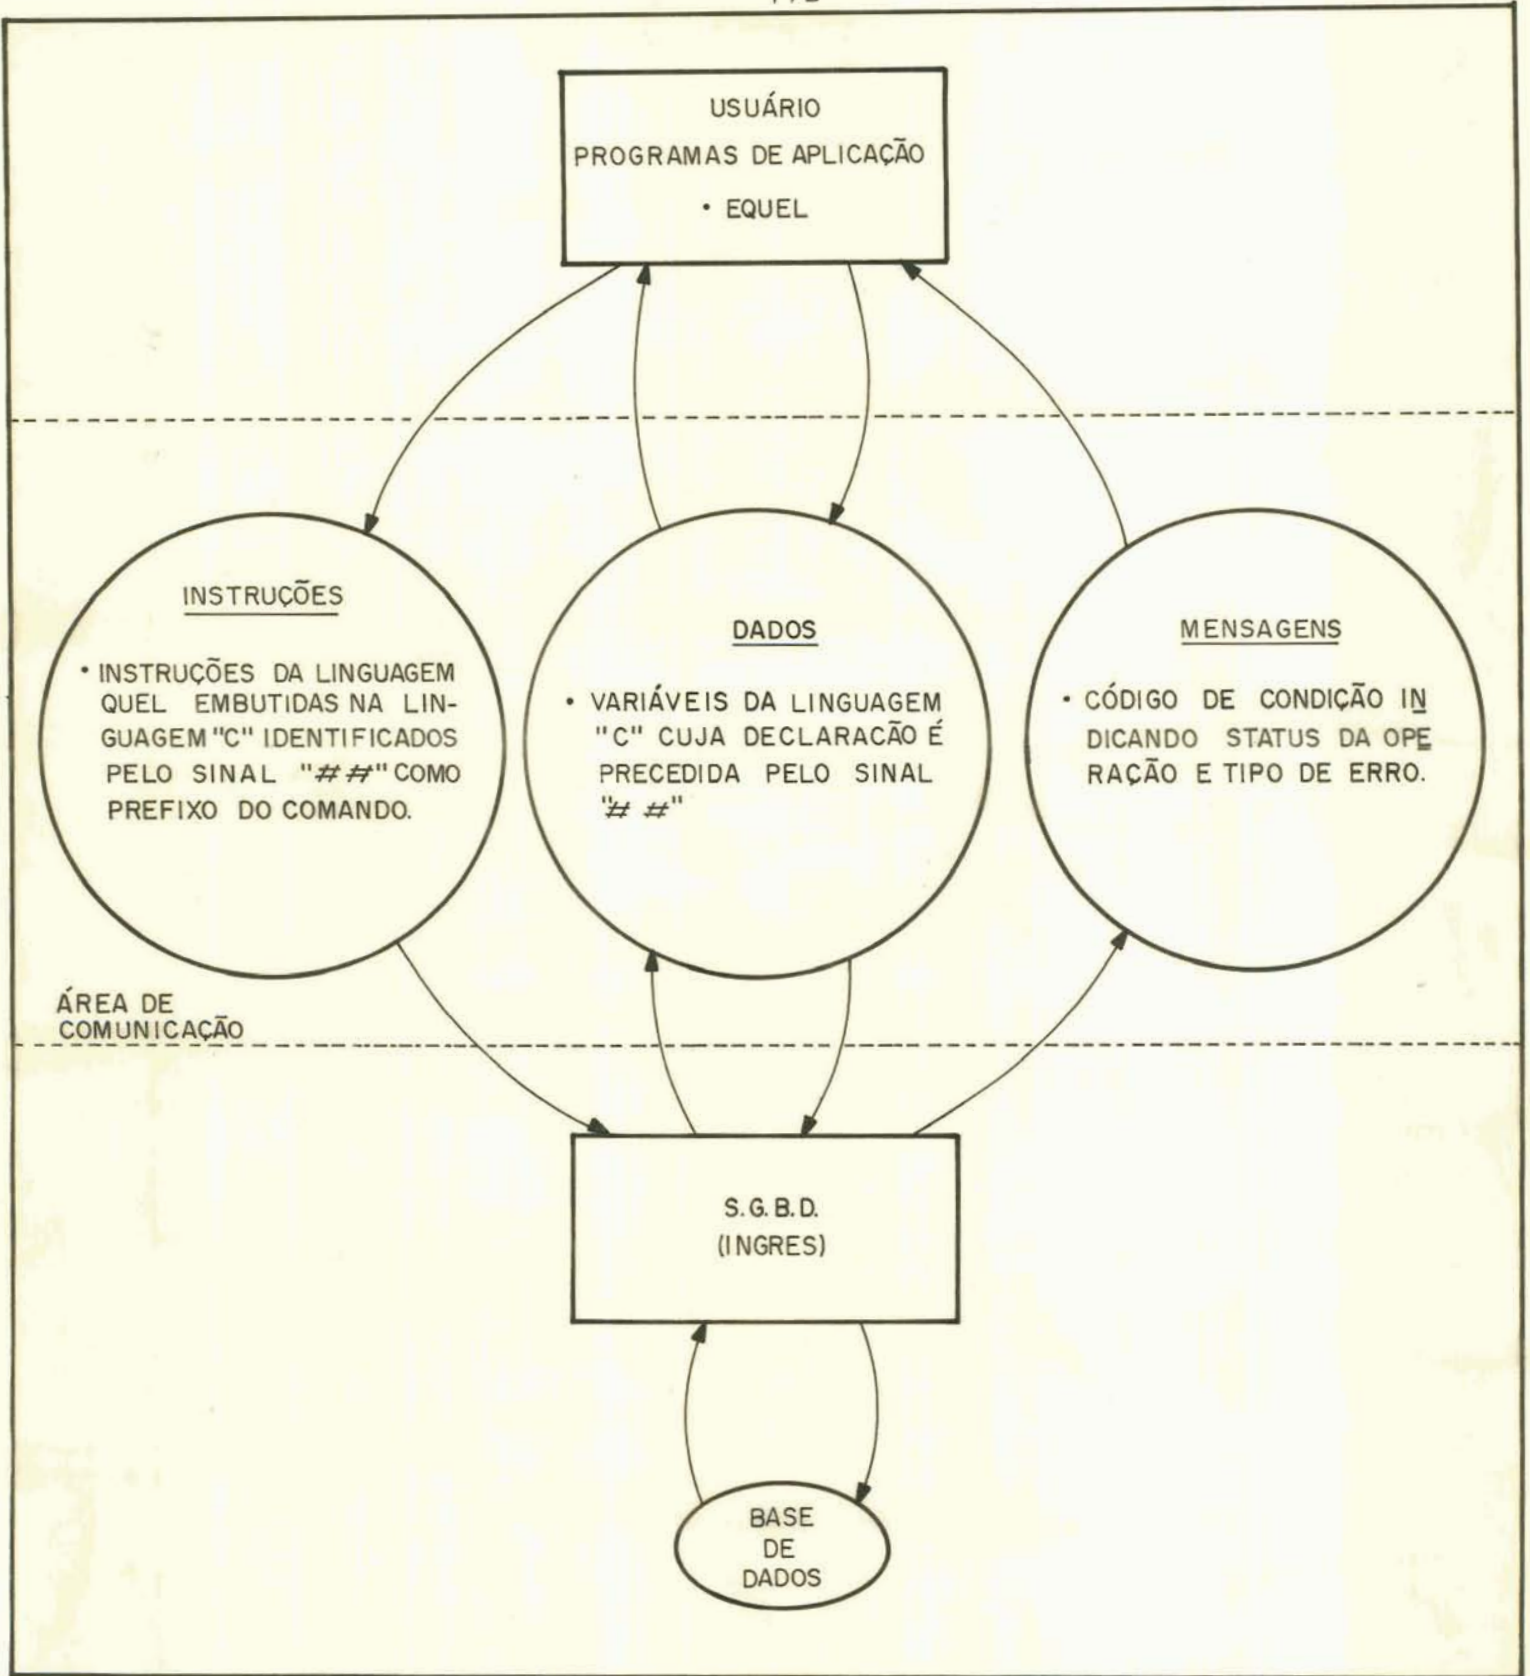 USUÁRIO
PROGRAMAS DE APLICAÇÃO
• EQUEL
INSTRUÇÕES
• INSTRUÇÕES DA LINGUAGEM
QUEL EMBUTIDAS NA LIN-
GUAGEM "C" IDENTIFICADOS
PELO SINAL "##" COMO
PREFIXO DO COMANDO.
DADOS
• VARIÁVEIS DA LINGUAGEM
"C" CUJA DECLARACÃO É
PRECEDIDA PELO SINAL
"# #"
MENSAGENS
• CÓDIGO DE CONDIÇÃO IN
DICANDO STATUS DA OPE
RAÇÃO E TIPO DE ERRO.
ÁREA DE
COMUNICAÇÃO
S.G.B.D.
(INGRES)
BASE
DE
DADOS